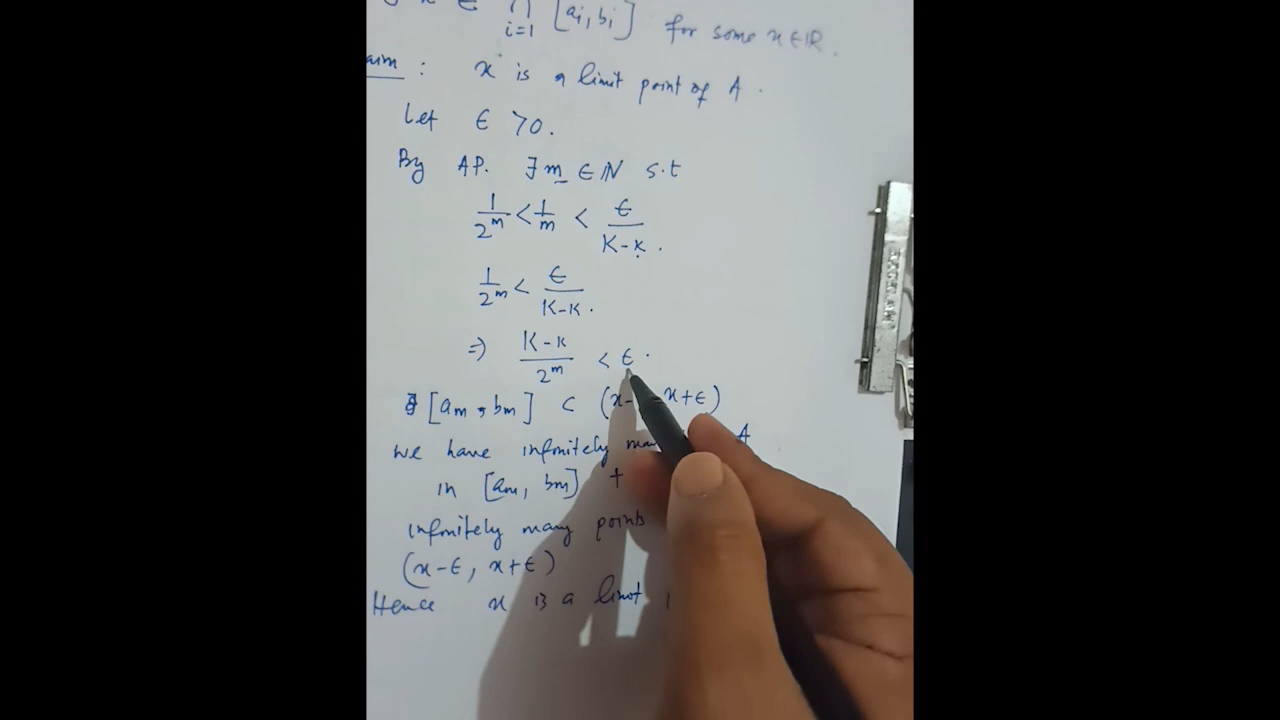 x ∈ ∩ i=1 [ai, bi] for some x ∈ ℝ.
aim : x is a limit point of A.
Let ϵ > 0.
By AP. ∃ m ∈ ℕ s.t
1/2^m < 1/m < ϵ/(K-k).
1/2^m < ϵ/(K-k).
⇒ (K-k)/2^m < ϵ.
[am, bm] ⊂ (x- x+ϵ)
we have infinitely A
in [am, bm]
infinitely many points
(x-ϵ, x+ϵ)
Hence x is a limit